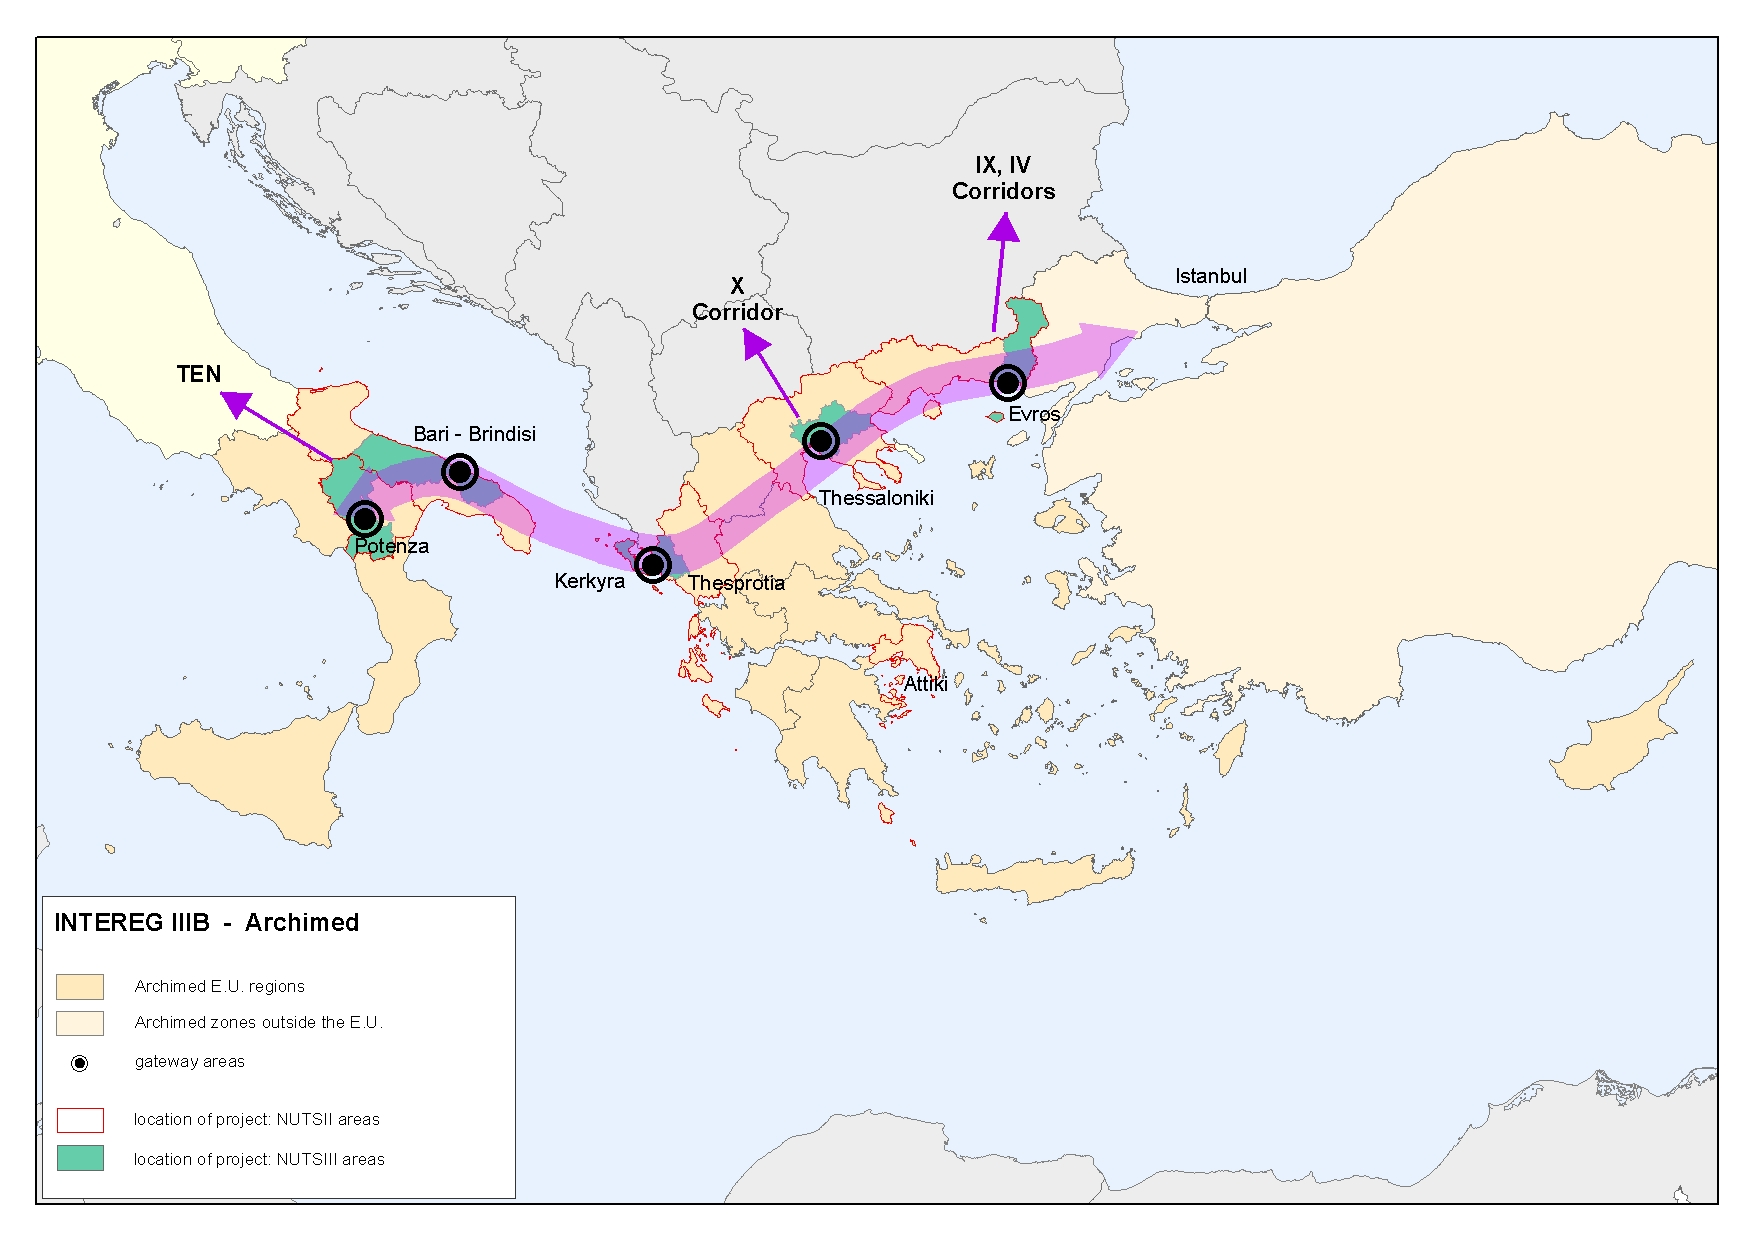 IX, IV
Corridors
Istanbul
X
Corridor
TEN
Evros
Bari - Brindisi
Thessaloniki
Potenza
Kerkyra
Thesprotia
Attiki
INTEREG IIIB - Archimed
Archimed E.U. regions
Archimed zones outside the E.U.
gateway areas
location of project: NUTSII areas
location of project: NUTSIII areas